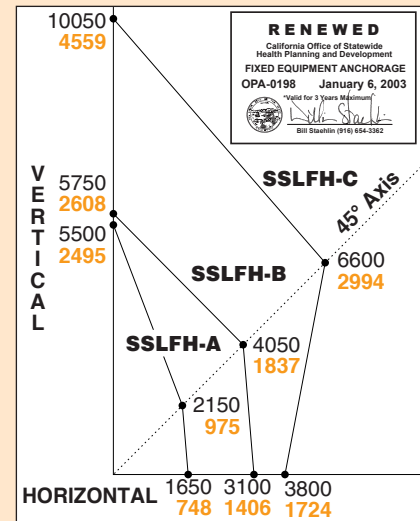 10050
4559
RENEWED
California Office of Statewide
Health Planning and Development
FIXED EQUIPMENT ANCHORAGE
OPA-0198 January 6, 2003
*Valid for 3 Years Maximum*
Bill Staehlin (916) 654-3362
SSLFH-C
45° Axis
VERTICAL
5750
2608
5500
2495
SSLFH-B
6600
2994
SSLFH-A
4050
1837
2150
975
HORIZONTAL
1650
748
3100
1406
3800
1724